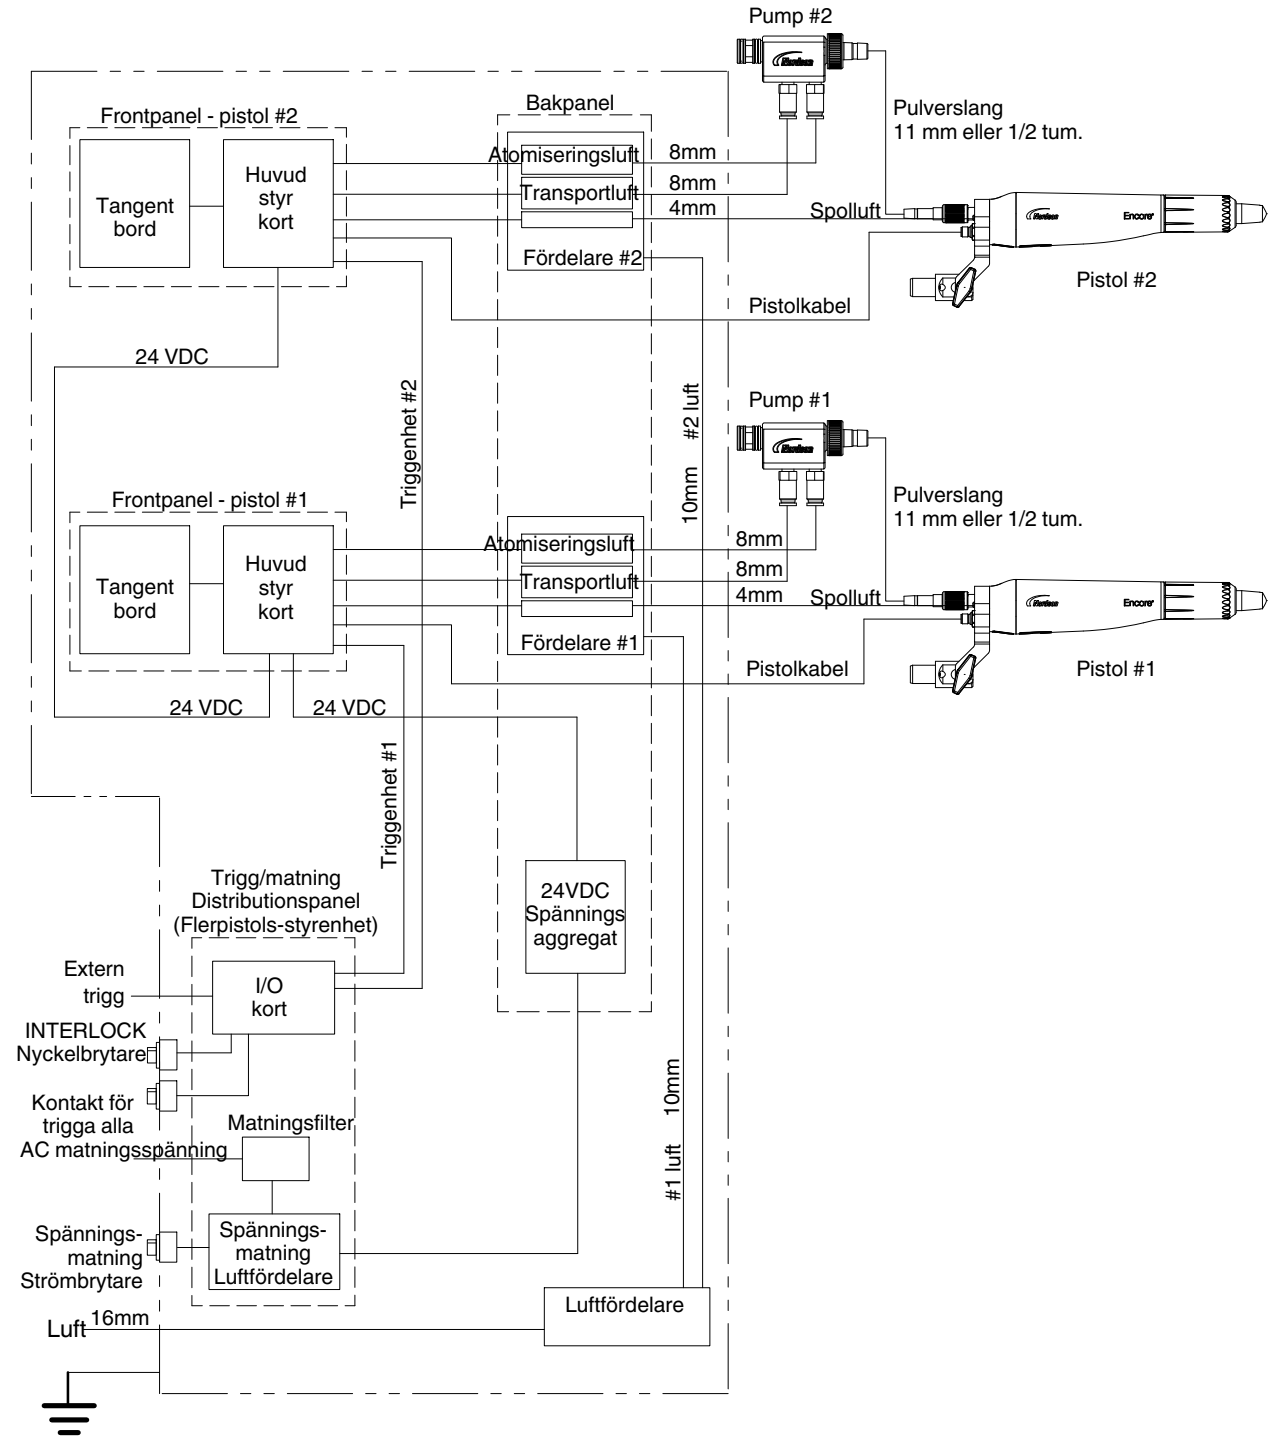 Pump #2
Nordson
Pulverslang
11 mm eller 1/2 tum.
Bakpanel
Frontpanel - pistol #2
Tangent
bord
Huvud
styr
kort
Atomiseringsluft
8mm
Transportluft
8mm
4mm
Spolluft
Nordson
Encore
Fördelare #2
Pistol #2
Pistolkabel
24 VDC
Triggenhet #2
10mm #2 luft
Pump #1
Nordson
Pulverslang
11 mm eller 1/2 tum.
Frontpanel - pistol #1
Tangent
bord
Huvud
styr
kort
Atomiseringsluft
8mm
Transportluft
8mm
4mm
Spolluft
Nordson
Encore
Fördelare #1
Pistol #1
Pistolkabel
24 VDC
24 VDC
Triggenhet #1
Trigg/matning
Distributionspanel
(Flerpistols-styrenhet)
24VDC
Spännings
aggregat
Extern
trigg
I/O
kort
INTERLOCK
Nyckelbrytare
Kontakt för
trigga alla
Matningsfilter
AC matningsspänning
#1 luft 10mm
Spännings-
matning
Strömbrytare
Spännings-
matning
Luftfördelare
Luftfördelare
Luft 16mm